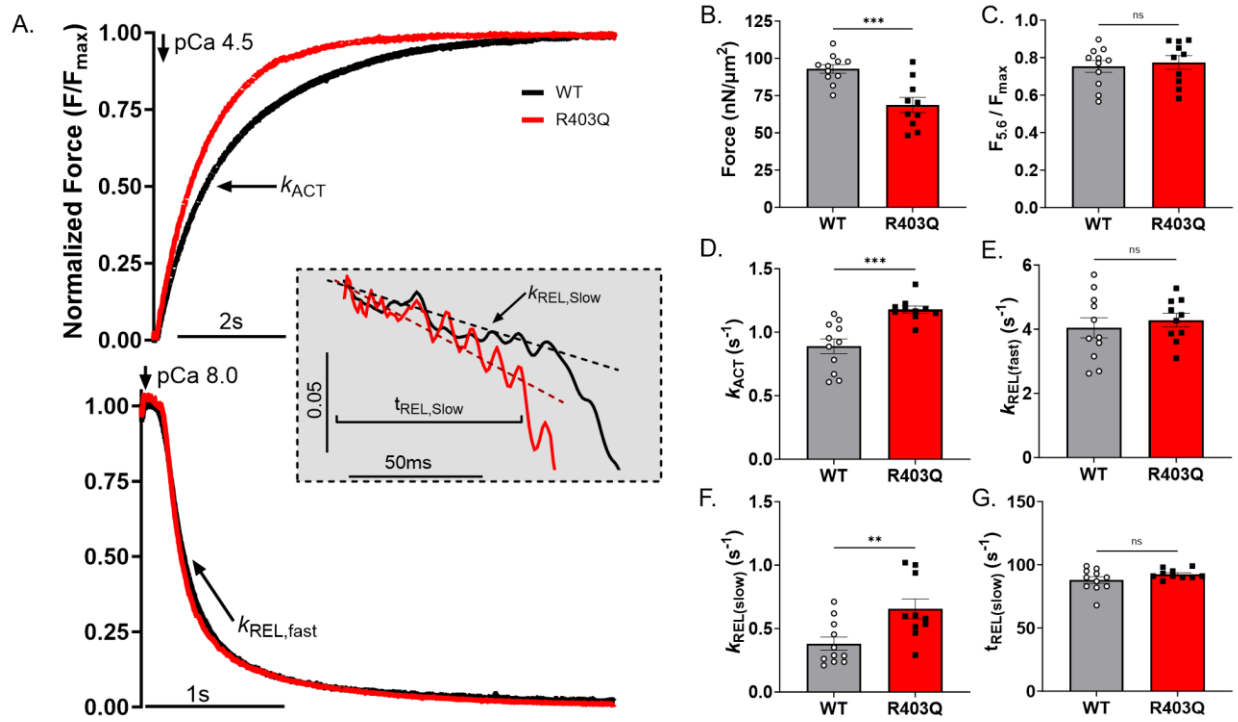 A.
Normalized Force (F/Fmax)
1.00
0.75
0.50
0.25
0.00
pCa 4.5
WT
R403Q
kACT
2s
pCa 8.0
1.00
0.75
0.50
0.25
0.00
kREL,fast
1s
kREL,Slow
0.05
tREL,Slow
50ms
B.
***
Force (nN/μm²)
125
100
75
50
25
0
WT R403Q
C.
ns
F5.6 / Fmax
1.0
0.8
0.6
0.4
0.2
0.0
WT R403Q
D.
***
kACT (s⁻¹)
1.5
1.0
0.5
0.0
WT R403Q
E.
ns
kREL(fast) (s⁻¹)
6
4
2
0
WT R403Q
F.
**
kREL(slow) (s⁻¹)
1.5
1.0
0.5
0.0
WT R403Q
G.
ns
tREL(slow) (s⁻¹)
150
100
50
0
WT R403Q